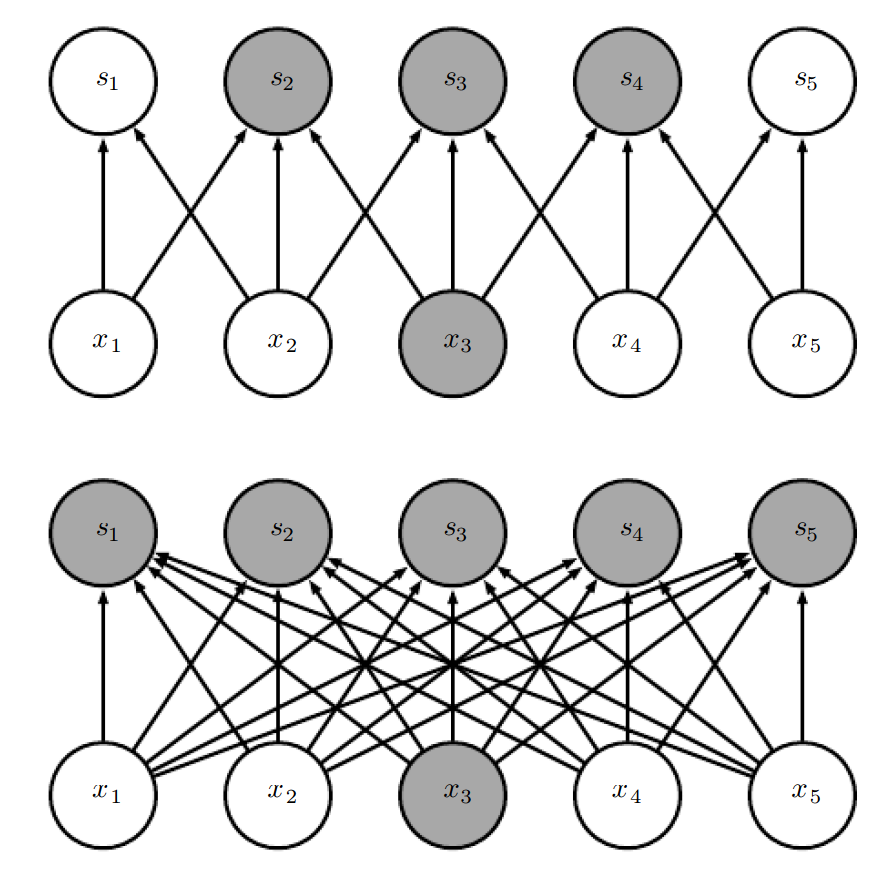 s₁ s₂ s₃ s₄ s₅
x₁ x₂ x₃ x₄ x₅
s₁ s₂ s₃ s₄ s₅
x₁ x₂ x₃ x₄ x₅